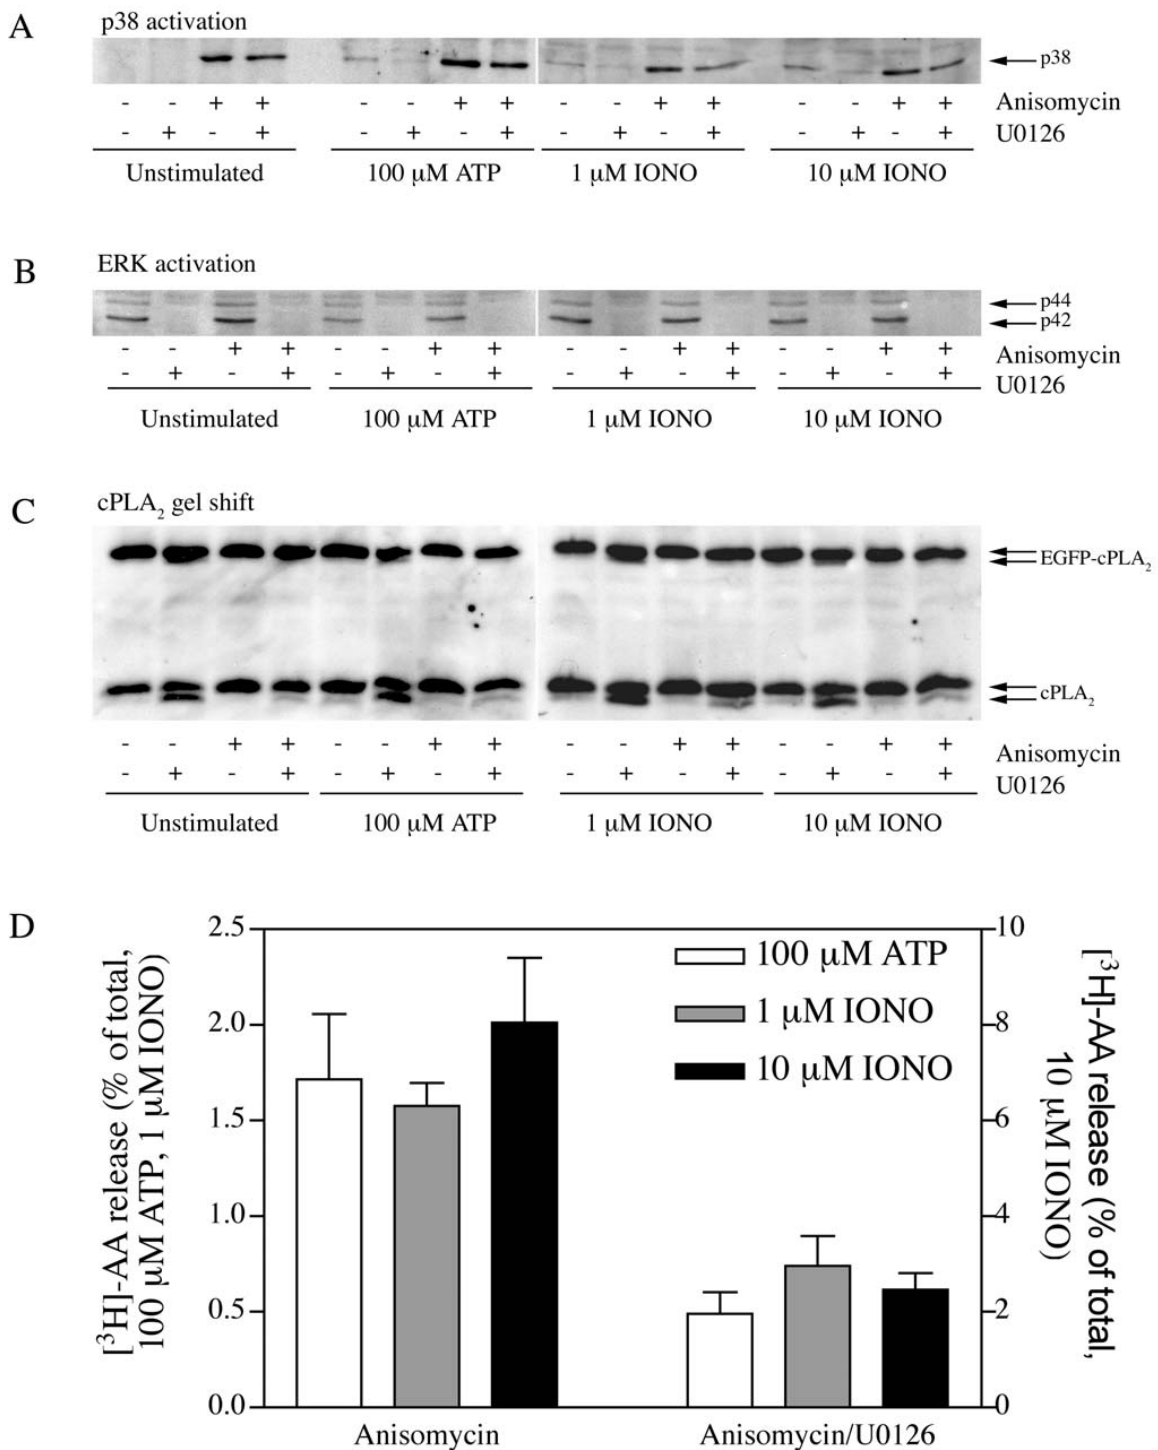 A
p38 activation
p38
- - + + - - + + - - + + - - + + Anisomycin
- + - + - + - + - + - + - + - + U0126
Unstimulated 100 μM ATP 1 μM IONO 10 μM IONO
B
ERK activation
p44
p42
- - + + - - + + - - + + - - + + Anisomycin
- + - + - + - + - + - + - + - + U0126
Unstimulated 100 μM ATP 1 μM IONO 10 μM IONO
C
cPLA₂ gel shift
EGFP-cPLA₂
cPLA₂
- - + + - - + + - - + + - - + + Anisomycin
- + - + - + - + - + - + - + - + U0126
Unstimulated 100 μM ATP 1 μM IONO 10 μM IONO
D
[³H]-AA release (% of total,
100 μM ATP, 1 μM IONO)
2.5
2.0
1.5
1.0
0.5
0.0
100 μM ATP
1 μM IONO
10 μM IONO
10
8
6
4
2
0
[³H]-AA release (% of total,
10 μM IONO)
Anisomycin Anisomycin/U0126